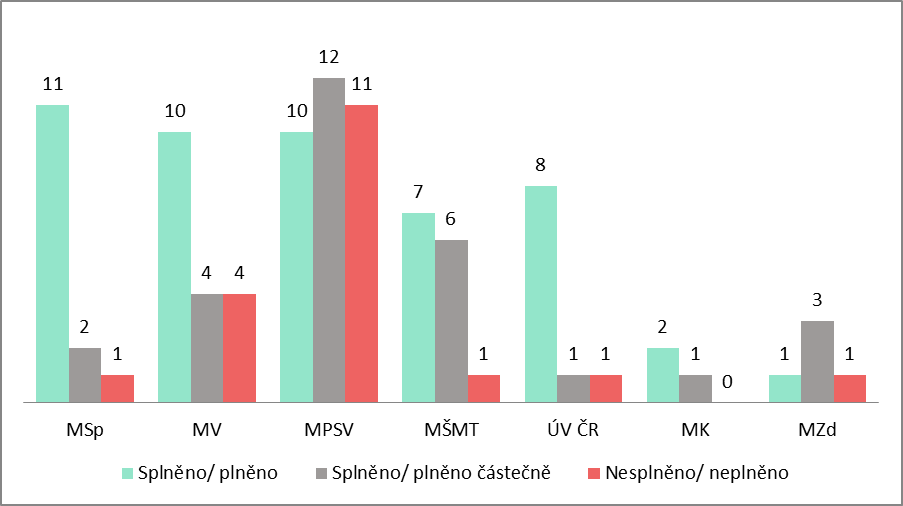 12
11
11
10
10
8
7
6
4
4
3
2
2
1
1
1
1
1
1
1
0
MSp
MV
MPSV
MŠMT
ÚV ČR
MK
MZd
Splněno/ plněno
Splněno/ plněno částečně
Nesplněno/ neplněno